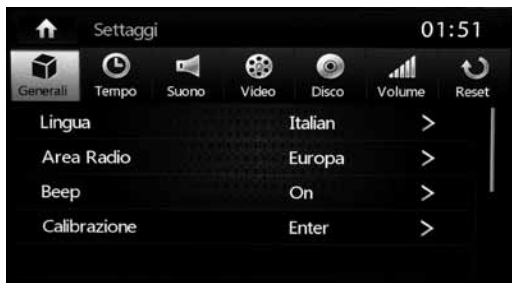 Settaggi 01:51
Generali Tempo Suono Video Disco Volume Reset
Lingua Italian >
Area Radio Europa >
Beep On >
Calibrazione Enter >